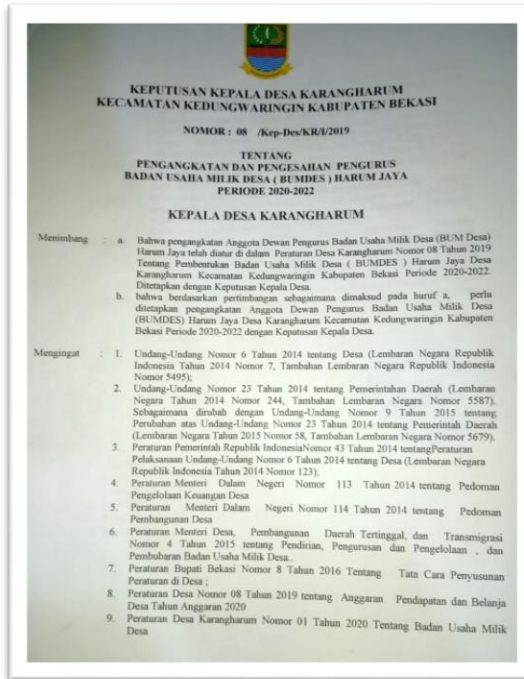 KEPUTUSAN KEPALA DESA KARANGHARUM
KECAMATAN KEDUNGWARINGIN KABUPATEN BEKASI
NOMOR : 08 /Kep-Des/KR/I/2019
TENTANG
PENGANGKATAN DAN PENGESAHAN PENGURUS
BADAN USAHA MILIK DESA ( BUMDES ) HARUM JAYA
PERIODE 2020-2022
KEPALA DESA KARANGHARUM
Menimbang : a. Bahwa pengangkatan Anggota Dewan Pengurus Badan Usaha Milik Desa (BUM Desa)
Harum Jaya telah diatur di dalam Peraturan Desa Karangharum Nomor 08 Tahun 2019
Tentang Pembentukan Badan Usaha Milik Desa ( BUMDES ) Harum Jaya Desa
Karangharum Kecamatan Kedungwaringin Kabupaten Bekasi Periode 2020-2022.
Ditetapkan dengan Keputusan Kepala Desa.
b. bahwa berdasarkan pertimbangan sebagaimana dimaksud pada huruf a, perlu
ditetapkan pengangkatan Anggota Dewan Pengurus Badan Usaha Milik Desa
(BUMDES) Harum Jaya Desa Karangharum Kecamatan Kedungwaringin Kabupaten
Bekasi Periode 2020-2022 dengan Keputusan Kepala Desa.
Mengingat : 1. Undang-Undang Nomor 6 Tahun 2014 tentang Desa (Lembaran Negara Republik
Indonesia Tahun 2014 Nomor 7, Tambahan Lembaran Negara Republik Indonesia
Nomor 5495);
2. Undang-Undang Nomor 23 Tahun 2014 tentang Pemerintahan Daerah (Lembaran
Negara Tahun 2014 Nomor 244, Tambahan Lembaran Negara Nomor 5587).
Sebagaimana dirubah dengan Undang-Undang Nomor 9 Tahun 2015 tentang
Perubahan atas Undang-Undang Nomor 23 Tahun 2014 tentang Pemerintah Daerah
(Lembaran Negara Tahun 2015 Nomor 58, Tambahan Lembaran Negara Nomor 5679).
3. Peraturan Pemerintah Republik IndonesiaNomor 43 Tahun 2014 tentangPeraturan
Pelaksanaan Undang-Undang Nomor 6 Tahun 2014 tentang Desa (Lembaran Negara
Republik Indonesia Tahun 2014 Nomor 123);
4. Peraturan Menteri Dalam Negeri Nomor 113 Tahun 2014 tentang Pedoman
Pengelolaan Keuangan Desa
5. Peraturan Menteri Dalam Negeri Nomor 114 Tahun 2014 tentang Pedoman
Pembangunan Desa
6. Peraturan Menteri Desa, Pembangunan Daerah Tertinggal, dan Transmigrasi
Nomor 4 Tahun 2015 tentang Pendirian, Pengurusan dan Pengelolaan , dan
Pembubaran Badan Usaha Milik Desa..
7. Peraturan Bupati Bekasi Nomor 8 Tahun 2016 Tentang Tata Cara Penyusunan
Peraturan di Desa ;
8. Peraturan Desa Nomor 08 Tahun 2019 tentang Anggaran Pendapatan dan Belanja
Desa Tahun Anggaran 2020
9. Peraturan Desa Karangharum Nomor 01 Tahun 2020 Tentang Badan Usaha Milik
Desa